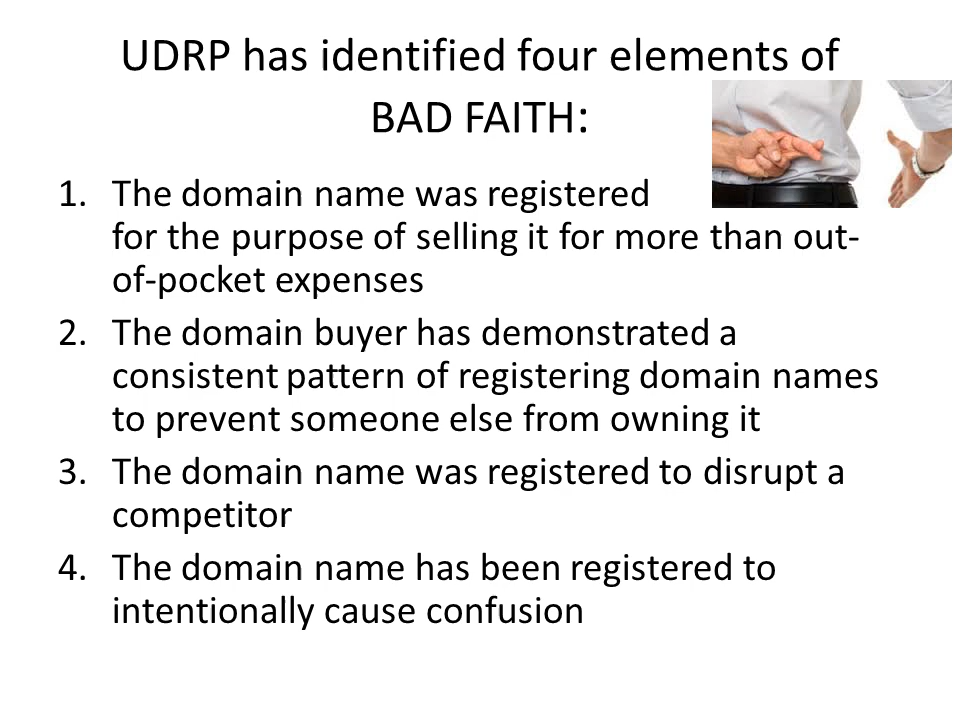 UDRP has identified four elements of
BAD FAITH:
1. The domain name was registered
for the purpose of selling it for more than out-
of-pocket expenses
2. The domain buyer has demonstrated a
consistent pattern of registering domain names
to prevent someone else from owning it
3. The domain name was registered to disrupt a
competitor
4. The domain name has been registered to
intentionally cause confusion